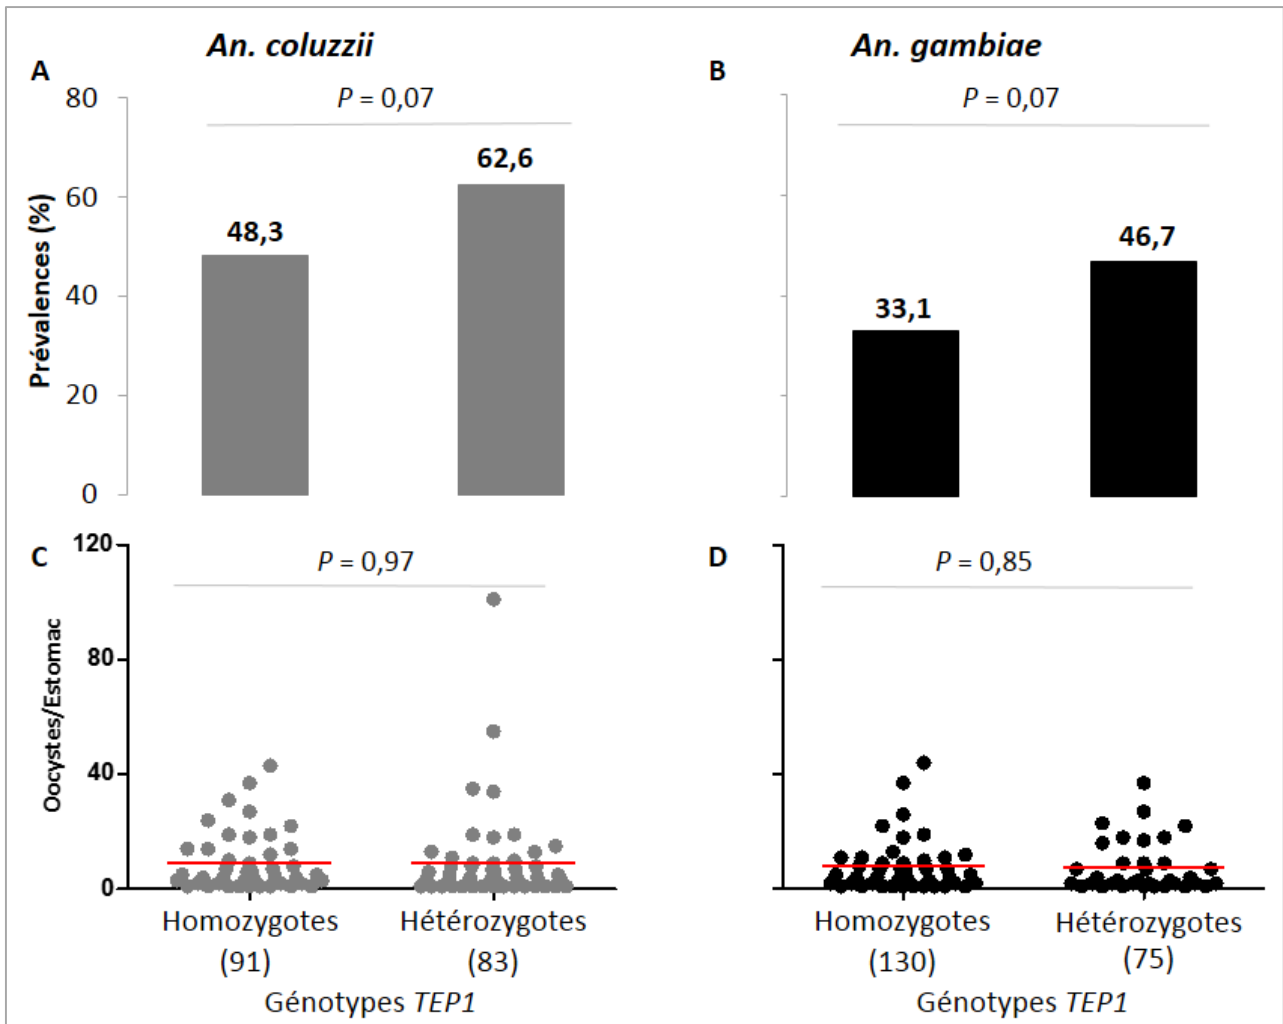 An. coluzzii
An. gambiae
A
B
P = 0,07
P = 0,07
80
60
40
20
0
Prévalences (%)
48,3
62,6
33,1
46,7
C
D
P = 0,97
P = 0,85
120
80
40
0
Oocystes/Estomac
Homozygotes
(91)
Hétérozygotes
(83)
Homozygotes
(130)
Hétérozygotes
(75)
Génotypes TEP1
Génotypes TEP1